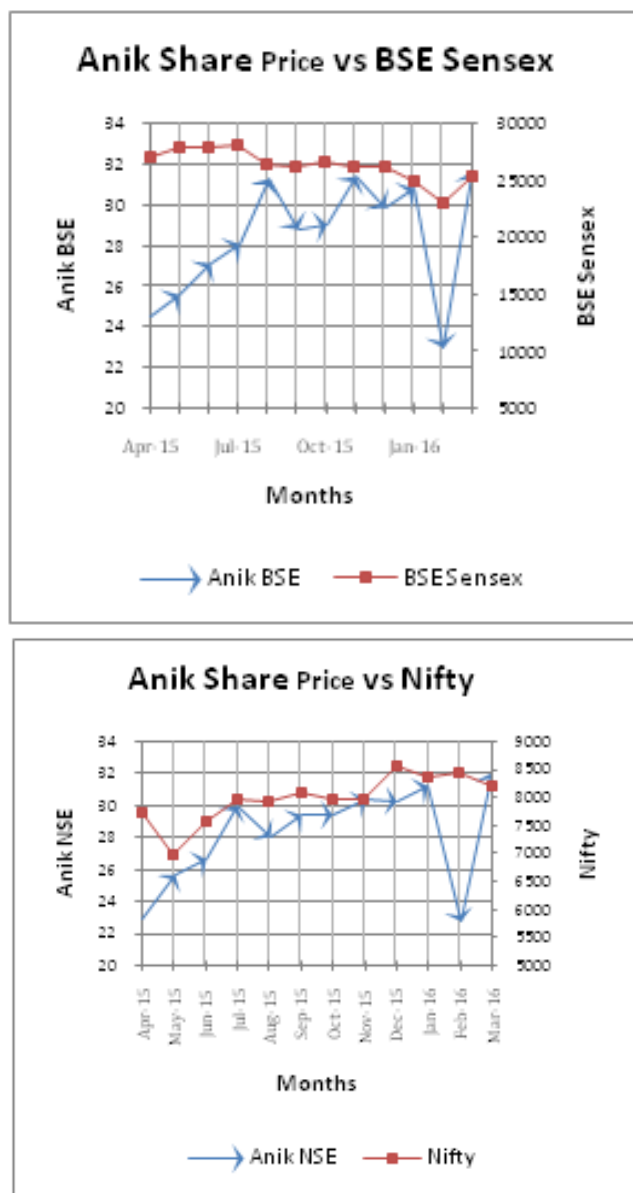 Anik Share Price vs BSE Sensex
34
32
30
28
26
24
22
20
Anik BSE
30000
25000
20000
15000
10000
5000
BSE Sensex
Apr-15 Jul-15 Oct-15 Jan-16
Months
Anik BSE BSE Sensex
Anik Share Price vs Nifty
34
32
30
28
26
24
22
20
Anik NSE
9000
8500
8000
7500
7000
6500
6000
5500
5000
Nifty
Apr-15
May-15
Jun-15
Jul-15
Aug-15
Sep-15
Oct-15
Nov-15
Dec-15
Jan-16
Feb-16
Mar-16
Months
Anik NSE Nifty